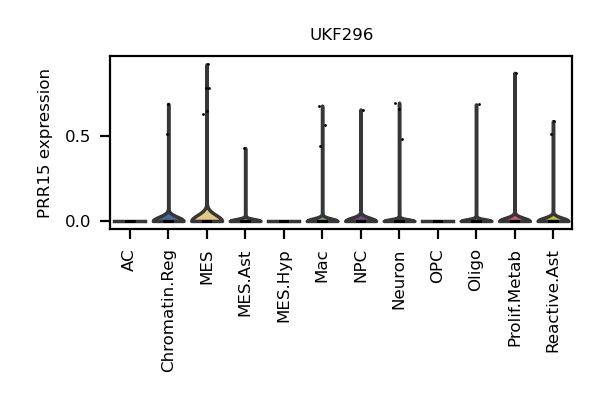 UKF296
PRR15 expression
0.5
0.0
AC
Chromatin.Reg
MES
MES.Ast
MES.Hyp
Mac
NPC
Neuron
OPC
Oligo
Prolif.Metab
Reactive.Ast